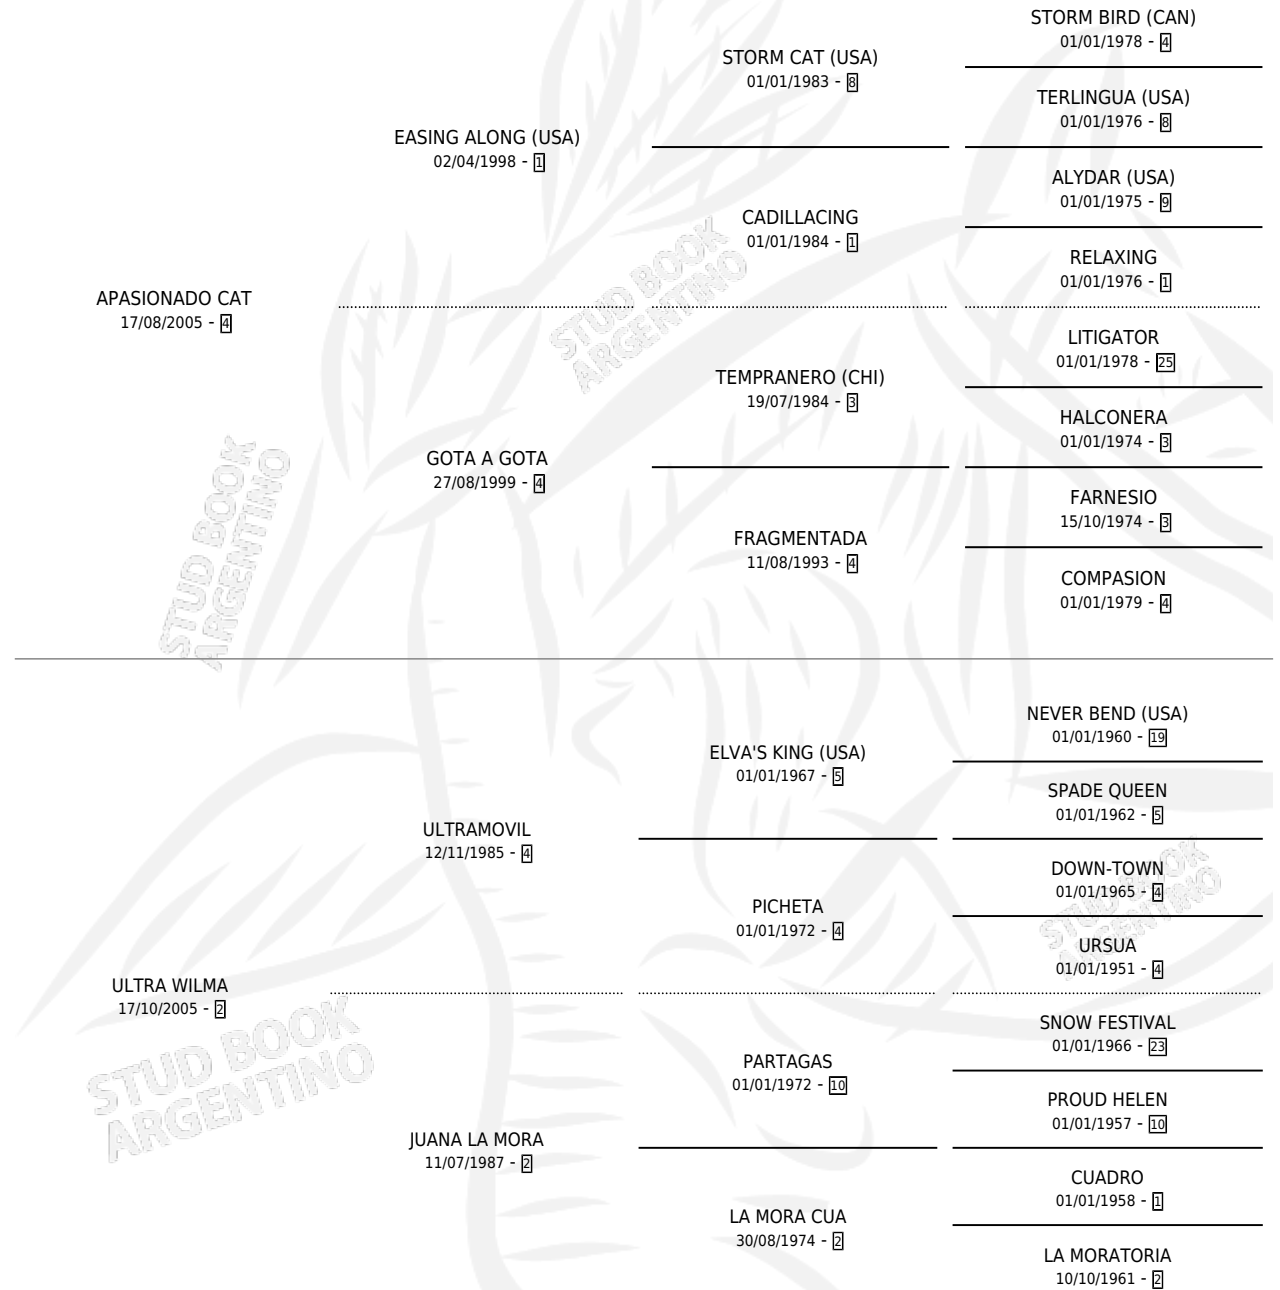 STORM BIRD (CAN)
01/01/1978 - 4
STORM CAT (USA)
01/01/1983 - 8
TERLINGUA (USA)
01/01/1976 - 8
EASING ALONG (USA)
02/04/1998 - 1
ALYDAR (USA)
01/01/1975 - 9
CADILLACING
01/01/1984 - 1
RELAXING
01/01/1976 - 1
APASIONADO CAT
17/08/2005 - 4
LITIGATOR
01/01/1978 - 25
TEMPRANERO (CHI)
19/07/1984 - 3
HALCONERA
01/01/1974 - 3
GOTA A GOTA
27/08/1999 - 4
FARNESIO
15/10/1974 - 3
FRAGMENTADA
11/08/1993 - 4
COMPASION
01/01/1979 - 4
STUD BOOK
ARGENTINO
STUD BOOK
ARGENTINO
NEVER BEND (USA)
01/01/1960 - 19
ELVA'S KING (USA)
01/01/1967 - 5
SPADE QUEEN
01/01/1962 - 5
ULTRAMOVIL
12/11/1985 - 4
DOWN-TOWN
01/01/1965 - 4
PICHETA
01/01/1972 - 4
URSUA
01/01/1951 - 4
ULTRA WILMA
17/10/2005 - 2
SNOW FESTIVAL
01/01/1966 - 23
PARTAGAS
01/01/1972 - 10
PROUD HELEN
01/01/1957 - 10
JUANA LA MORA
11/07/1987 - 2
CUADRO
01/01/1958 - 1
LA MORA CUA
30/08/1974 - 2
LA MORATORIA
10/10/1961 - 2
STUD BOOK
ARGENTINO
STUD BOOK
ARGENTINO